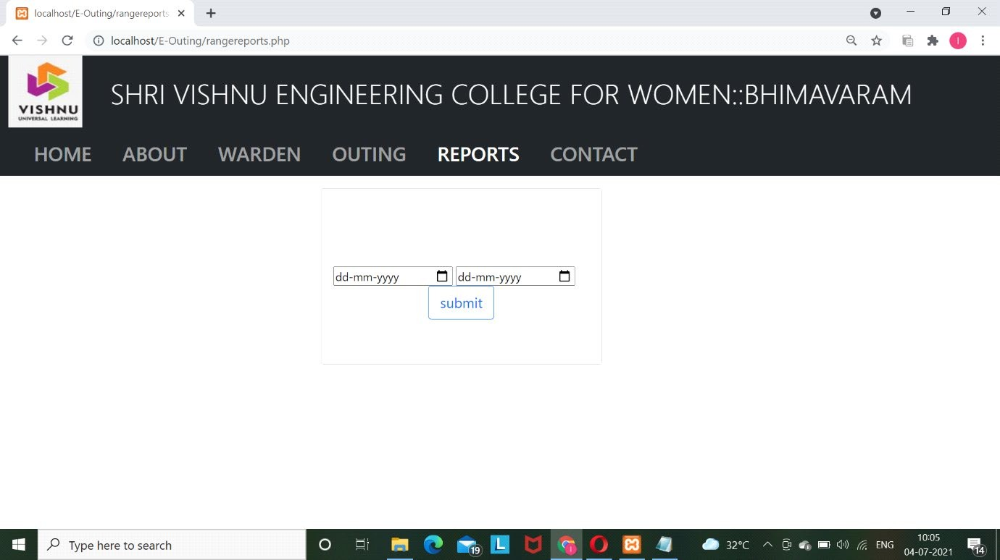 localhost/E-Outing/rangereports
localhost/E-Outing/rangereports.php
I
VISHNU
UNIVERSAL LEARNING
SHRI VISHNU ENGINEERING COLLEGE FOR WOMEN::BHIMAVARAM
HOME ABOUT WARDEN OUTING REPORTS CONTACT
dd-mm-yyyy dd-mm-yyyy
submit
Type here to search
19
L
I
32°C
ENG
10:05
04-07-2021
14